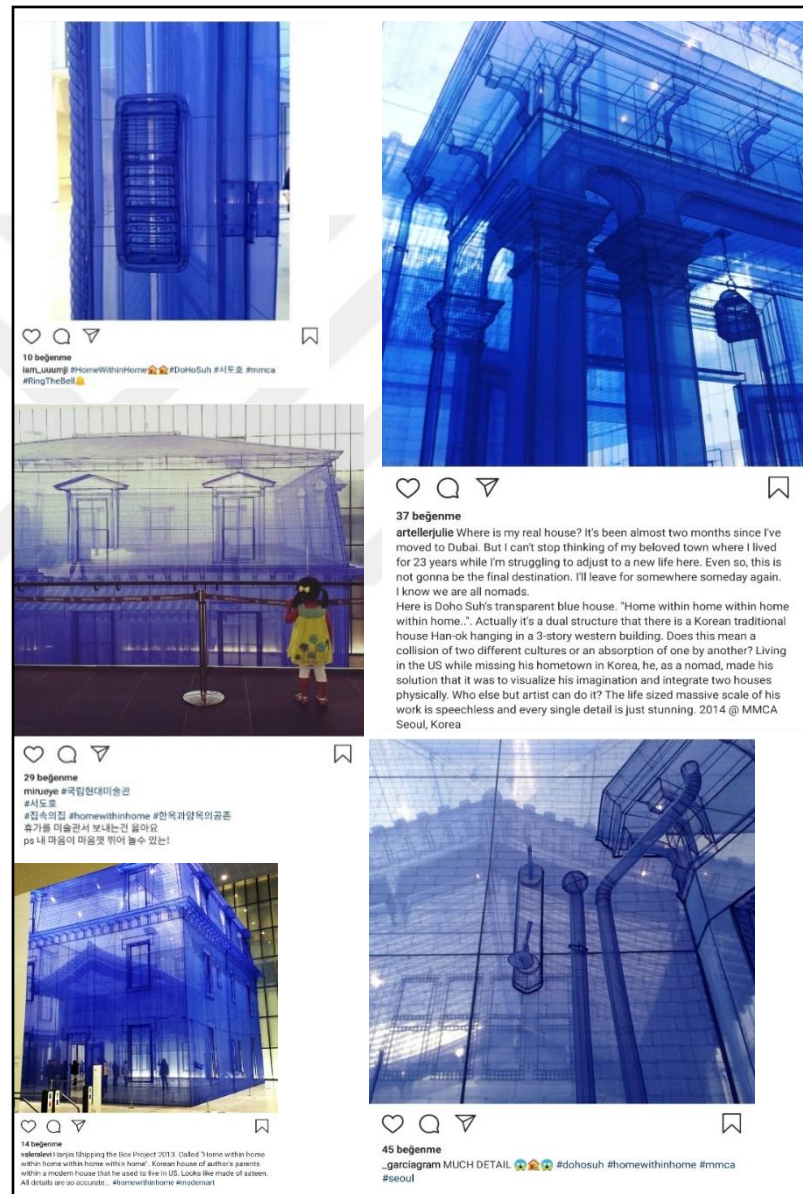 10 beğenme
iam_uuumji #HomeWithinHome🏠🏠#DoHoSuh #서도호 #mmca
#RingTheBell🔔
29 beğenme
mirueye #국립현대미술관
#서도호
#집속의집 #homewithinhome #한옥과양옥의공존
휴가를 미술관서 보내는건 옳아요
ps 내 마음이 마음껏 뛰어 놀수 있는!
14 beğenme
valeralevi Hanjin Shipping the Box Project 2013. Called "Home within home
within home within home within home". Korean house of author's parents
within a modern house that he used to live in US. Looks like made of sateen.
All details are so accurate... #homewithinhome #modernart
37 beğenme
artellerjulie Where is my real house? It's been almost two months since I've
moved to Dubai. But I can't stop thinking of my beloved town where I lived
for 23 years while I'm struggling to adjust to a new life here. Even so, this is
not gonna be the final destination. I'll leave for somewhere someday again.
I know we are all nomads.
Here is Doho Suh's transparent blue house. "Home within home within home
within home..". Actually it's a dual structure that there is a Korean traditional
house Han-ok hanging in a 3-story western building. Does this mean a
collision of two different cultures or an absorption of one by another? Living
in the US while missing his hometown in Korea, he, as a nomad, made his
solution that it was to visualize his imagination and integrate two houses
physically. Who else but artist can do it? The life sized massive scale of his
work is speechless and every single detail is just stunning. 2014 @ MMCA
Seoul, Korea
45 beğenme
_garciagram MUCH DETAIL 😱🏠😱 #dohosuh #homewithinhome #mmca
#seoul